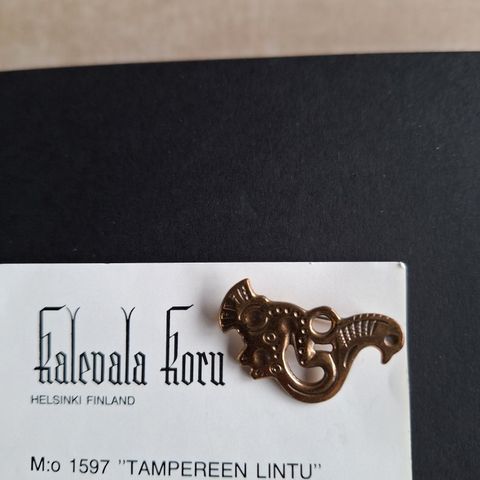 Kalevala Koru
HELSINKI FINLAND
M:o 1597 "TAMPEREEN LINTU"